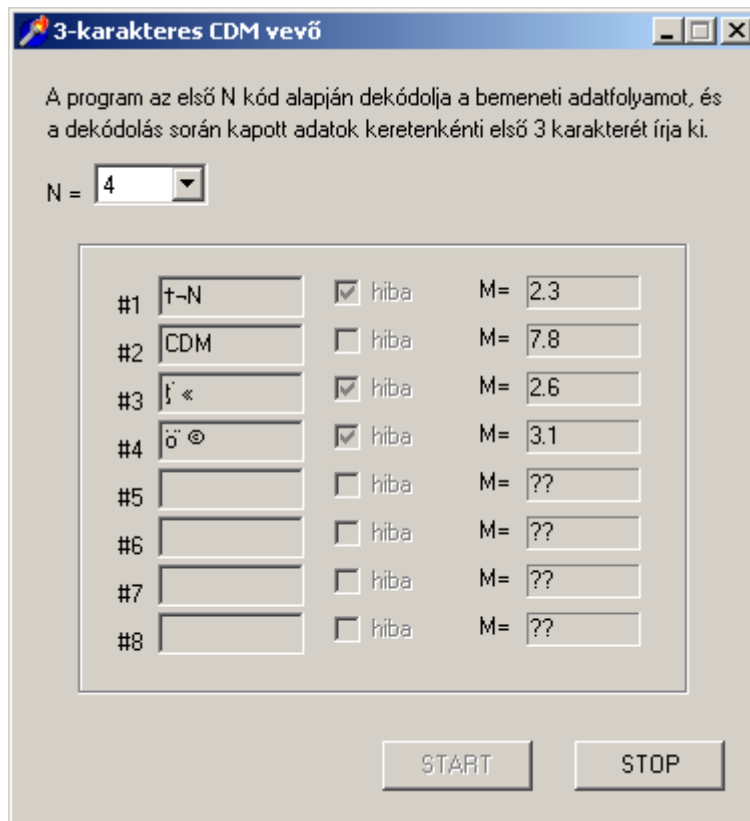 3-karakteres CDM vevő
A program az első N kód alapján dekódolja a bemeneti adatfolyamot, és
a dekódolás során kapott adatok keretenkénti első 3 karakterét írja ki.
N = 4
#1 †¬N hiba M= 2.3
#2 CDM hiba M= 7.8
#3 « hiba M= 2.6
#4 ö¨© hiba M= 3.1
#5 hiba M= ??
#6 hiba M= ??
#7 hiba M= ??
#8 hiba M= ??
START STOP